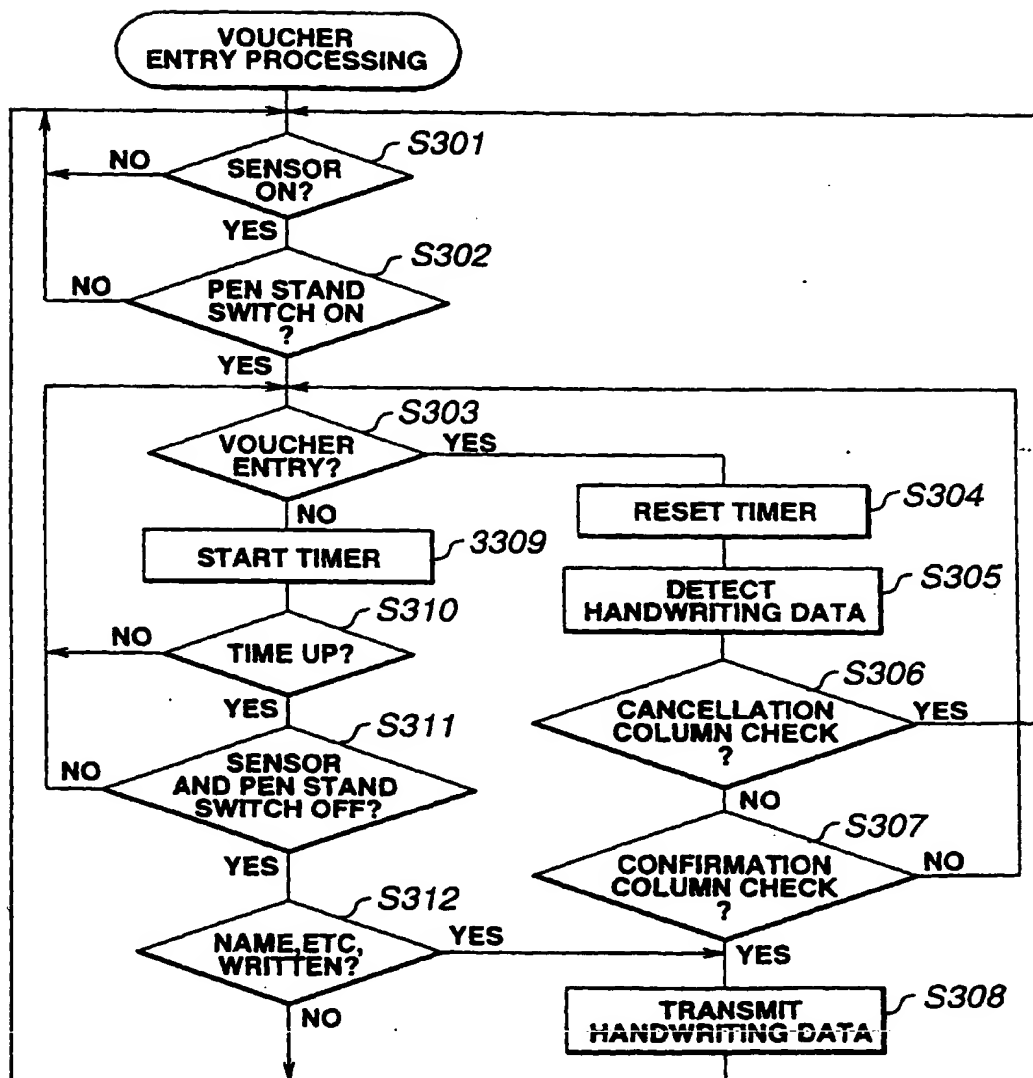 VOUCHER
ENTRY PROCESSING
S301
NO
SENSOR
ON?
YES
S302
NO
PEN STAND
SWITCH ON
?
YES
S303
VOUCHER
ENTRY?
YES
NO
S304
RESET TIMER
3309
START TIMER
S305
DETECT
HANDWRITING DATA
S310
NO
TIME UP?
YES
S306
CANCELLATION
COLUMN CHECK
?
YES
NO
S311
NO
SENSOR
AND PEN STAND
SWITCH OFF?
YES
S307
CONFIRMATION
COLUMN CHECK
?
NO
YES
S312
NAME,ETC,
WRITTEN?
YES
NO
S308
TRANSMIT
HANDWRITING DATA